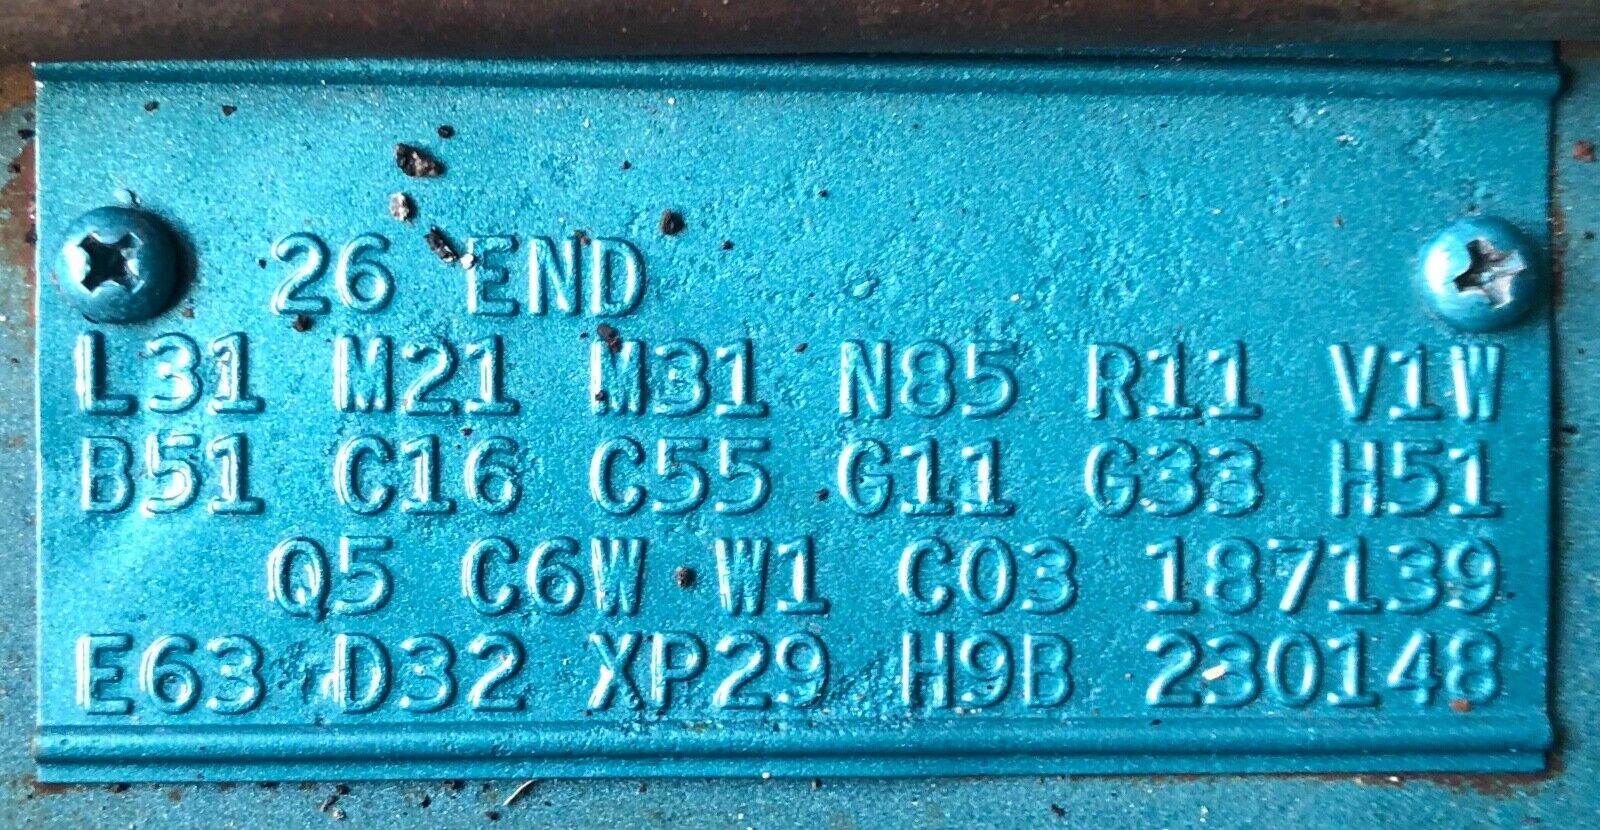 26 END
L31 M21 M31 N85 R11 V1W
B51 C16 C55 G11 G33 H51
Q5 C6W W1 C03 187139
E63 D32 XP29 H9B 230148